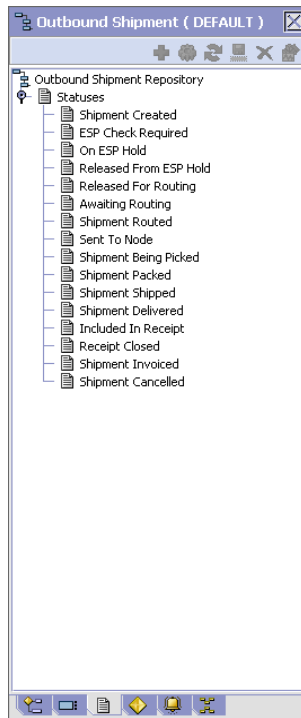 Outbound Shipment ( DEFAULT )
Outbound Shipment Repository
Statuses
Shipment Created
ESP Check Required
On ESP Hold
Released From ESP Hold
Released For Routing
Awaiting Routing
Shipment Routed
Sent To Node
Shipment Being Picked
Shipment Packed
Shipment Shipped
Shipment Delivered
Included In Receipt
Receipt Closed
Shipment Invoiced
Shipment Cancelled